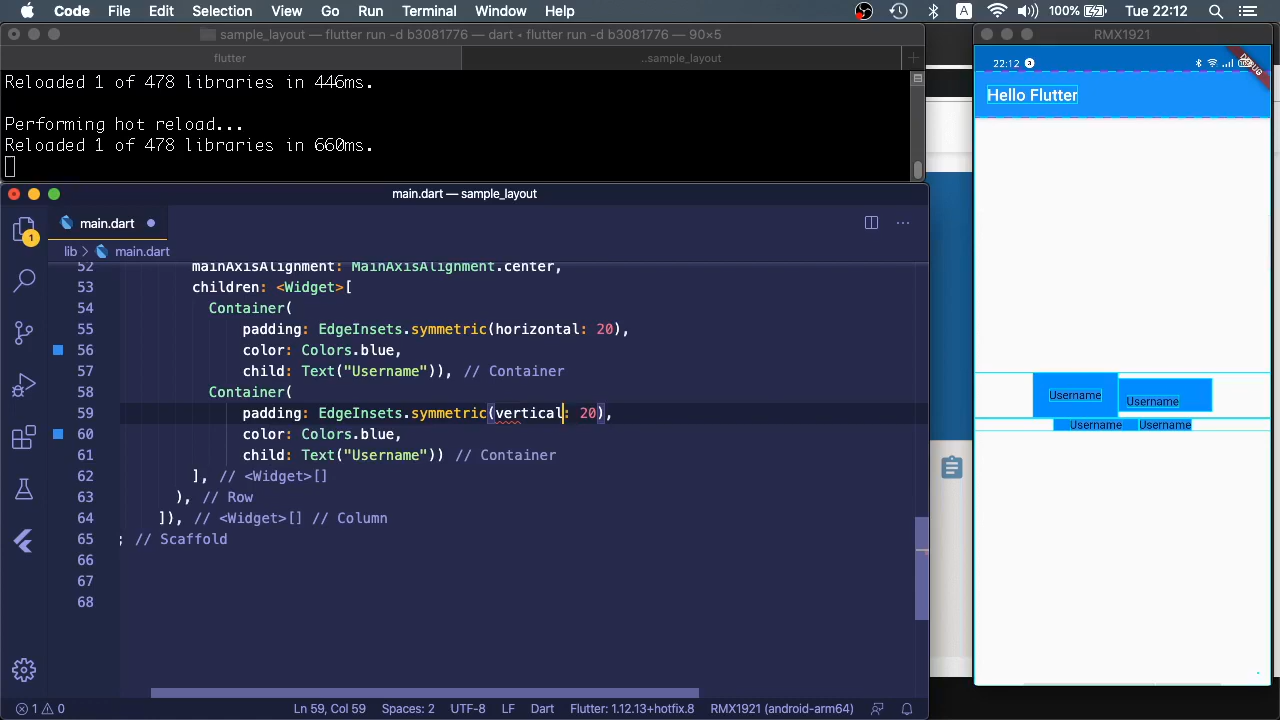 Code File Edit Selection View Go Run Terminal Window Help
A 100% Tue 22:12
sample_layout — flutter run -d b3081776 — dart ◂ flutter run -d b3081776 — 90×5
flutter
..sample_layout
Reloaded 1 of 478 libraries in 446ms.
Performing hot reload...
Reloaded 1 of 478 libraries in 660ms.
main.dart — sample_layout
main.dart
lib > main.dart
52 mainAxisAlignment: MainAxisAlignment.center,
53 children: <Widget>[
54 Container(
55 padding: EdgeInsets.symmetric(horizontal: 20),
56 color: Colors.blue,
57 child: Text("Username")), // Container
58 Container(
59 padding: EdgeInsets.symmetric(vertical: 20),
60 color: Colors.blue,
61 child: Text("Username")) // Container
62 ], // <Widget>[]
63 ), // Row
64 ]), // <Widget>[] // Column
65 ; // Scaffold
66
67
68
1
1 0
Ln 59, Col 59 Spaces: 2 UTF-8 LF Dart Flutter: 1.12.13+hotfix.8 RMX1921 (android-arm64)
RMX1921
22:12 3
DEBUG
Hello Flutter
Username Username
Username Username